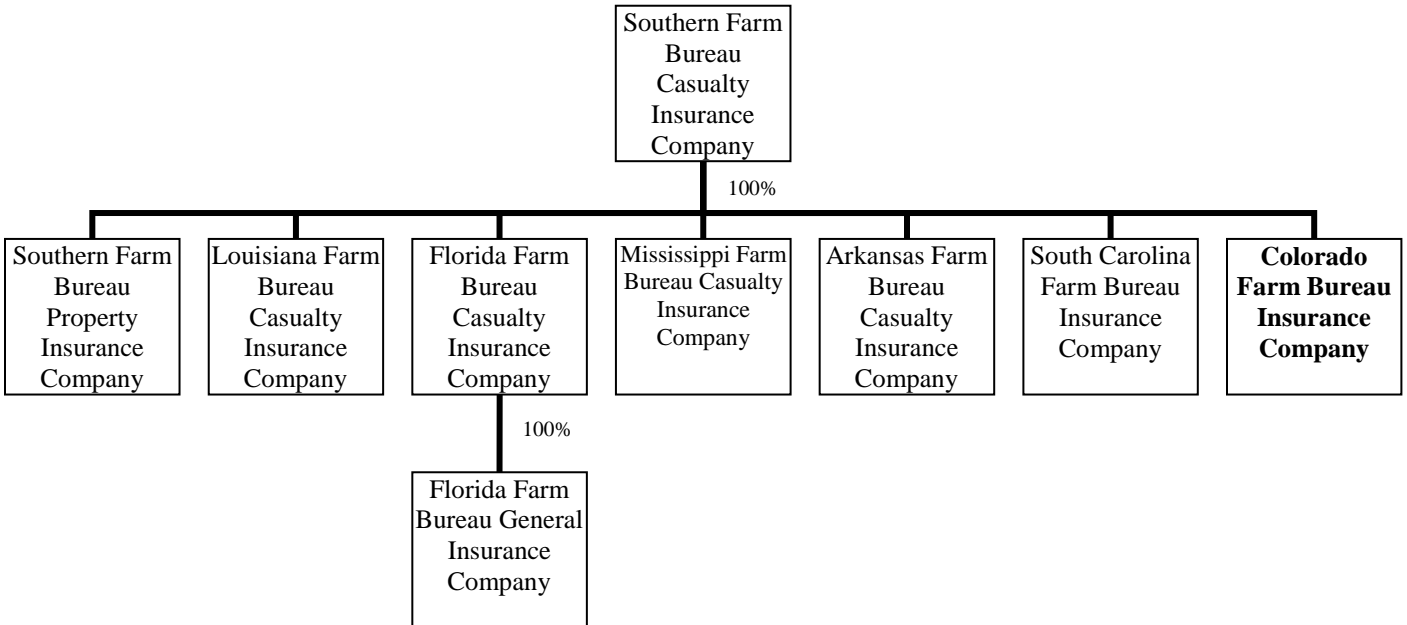 Southern Farm
Bureau
Casualty
Insurance
Company
100%
Southern Farm
Bureau
Property
Insurance
Company
Louisiana Farm
Bureau
Casualty
Insurance
Company
Florida Farm
Bureau
Casualty
Insurance
Company
Mississippi Farm
Bureau Casualty
Insurance
Company
Arkansas Farm
Bureau
Casualty
Insurance
Company
South Carolina
Farm Bureau
Insurance
Company
Colorado
Farm Bureau
Insurance
Company
100%
Florida Farm
Bureau General
Insurance
Company